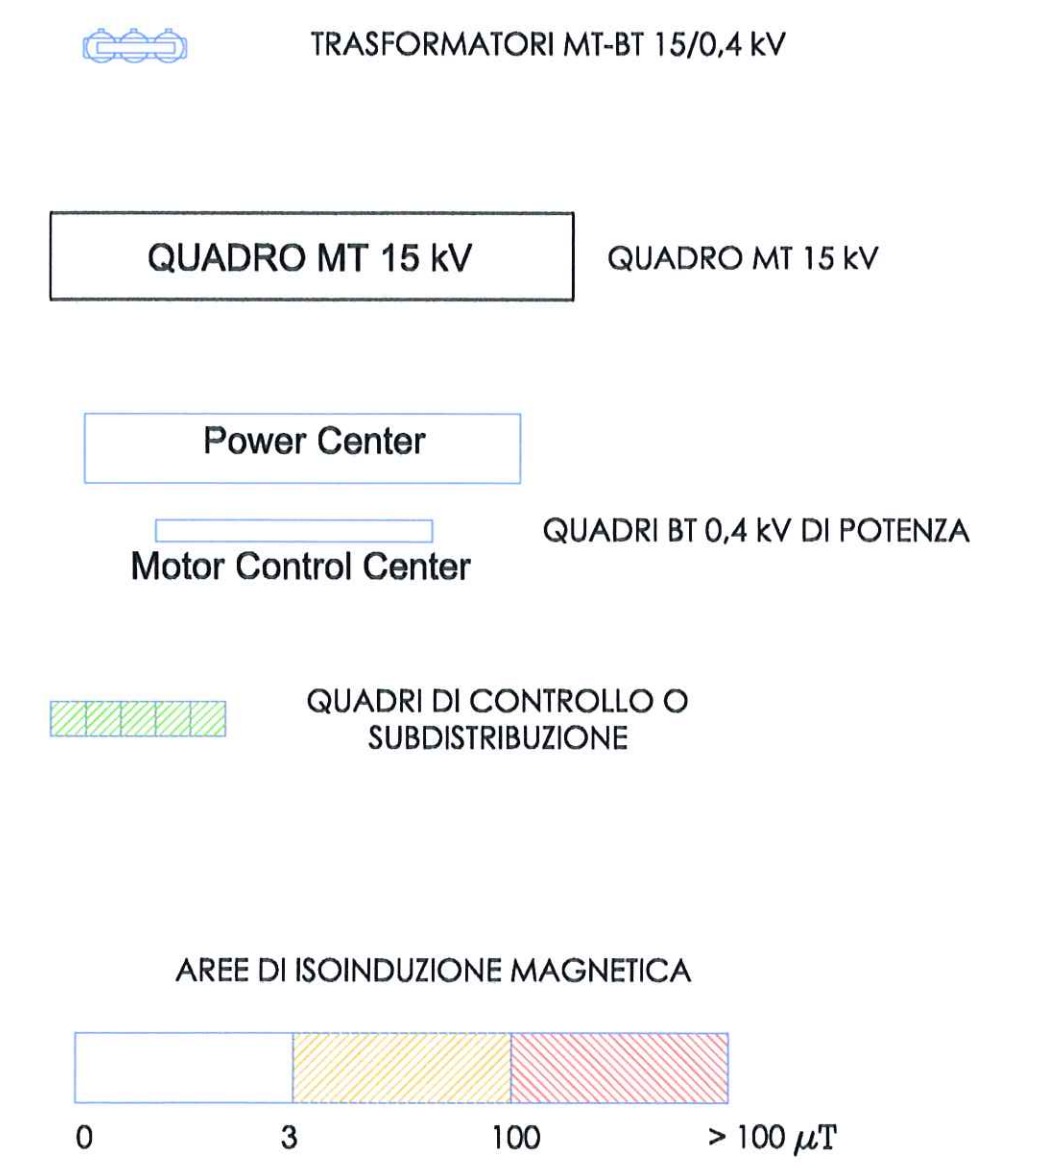 TRASFORMATORI MT-BT 15/0,4 kV
QUADRO MT 15 kV
QUADRO MT 15 kV
Power Center
QUADRI BT 0,4 kV DI POTENZA
Motor Control Center
QUADRI DI CONTROLLO O
SUBDISTRIBUZIONE
AREE DI ISOINDUZIONE MAGNETICA
0 3 100 > 100 μT